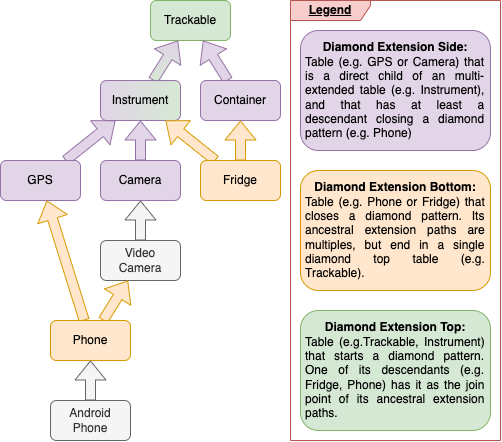 Trackable
Instrument
Container
GPS
Camera
Fridge
Video
Camera
Phone
Android
Phone
Legend
Diamond Extension Side:
Table (e.g. GPS or Camera) that
is a direct child of an multi-
extended table (e.g. Instrument),
and that has at least a
descendant closing a diamond
pattern (e.g. Phone)
Diamond Extension Bottom:
Table (e.g. Phone or Fridge) that
closes a diamond pattern. Its
ancestral extension paths are
multiples, but end in a single
diamond top table (e.g.
Trackable).
Diamond Extension Top:
Table (e.g.Trackable, Instrument)
that starts a diamond pattern.
One of its descendants (e.g.
Fridge, Phone) has it as the join
point of its ancestral extension
paths.